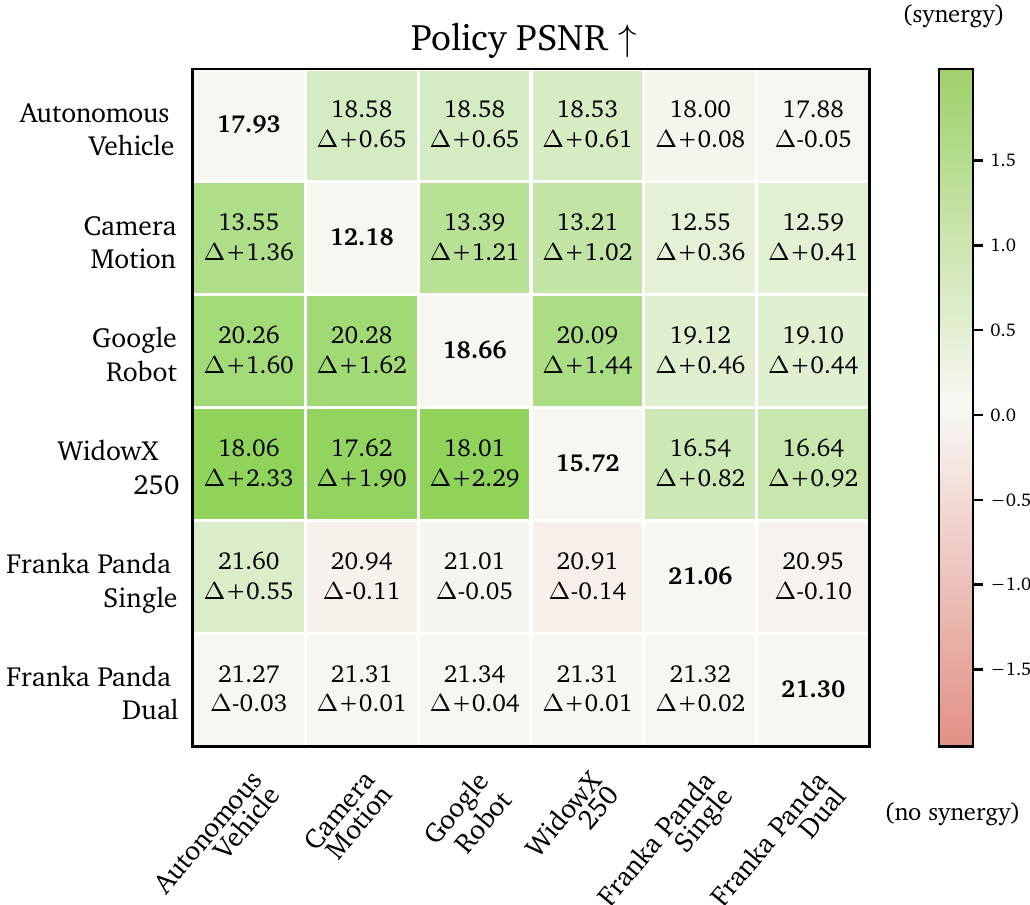 (synergy)
Policy PSNR ↑
Autonomous
Vehicle
17.93
18.58
Δ+0.65
18.58
Δ+0.65
18.53
Δ+0.61
18.00
Δ+0.08
17.88
Δ-0.05
Camera
Motion
13.55
Δ+1.36
12.18
13.39
Δ+1.21
13.21
Δ+1.02
12.55
Δ+0.36
12.59
Δ+0.41
Google
Robot
20.26
Δ+1.60
20.28
Δ+1.62
18.66
20.09
Δ+1.44
19.12
Δ+0.46
19.10
Δ+0.44
WidowX
250
18.06
Δ+2.33
17.62
Δ+1.90
18.01
Δ+2.29
15.72
16.54
Δ+0.82
16.64
Δ+0.92
Franka Panda
Single
21.60
Δ+0.55
20.94
Δ-0.11
21.01
Δ-0.05
20.91
Δ-0.14
21.06
20.95
Δ-0.10
Franka Panda
Dual
21.27
Δ-0.03
21.31
Δ+0.01
21.34
Δ+0.04
21.31
Δ+0.01
21.32
Δ+0.02
21.30
Autonomous
Vehicle
Camera
Motion
Google
Robot
WidowX
250
Franka Panda
Single
Franka Panda
Dual
1.5
1.0
0.5
0.0
−0.5
−1.0
−1.5
(no synergy)